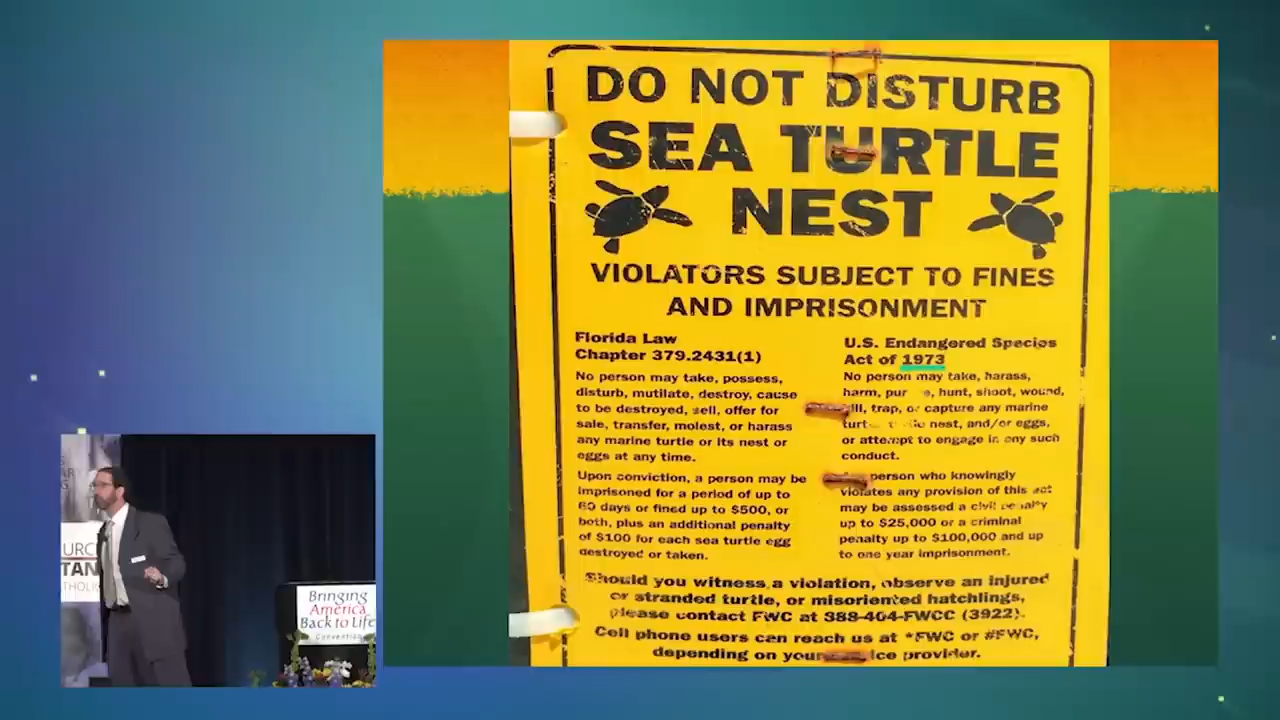 DO NOT DISTURB
SEA TURTLE
NEST
VIOLATORS SUBJECT TO FINES
AND IMPRISONMENT
Florida Law
Chapter 379.2431(1)
No person may take, possess,
disturb, mutilate, destroy, cause
to be destroyed, sell, offer for
sale, transfer, molest, or harass
any marine turtle or its nest or
eggs at any time.
Upon conviction, a person may be
imprisoned for a period of up to
60 days or fined up to $500, or
both, plus an additional penalty
of $100 for each sea turtle egg
destroyed or taken.
U.S. Endangered Species
Act of 1973
No person may take, harass,
harm, hunt, shoot, wound,
trap, or capture any marine
nest, and/or eggs,
or attempt to engage in any such
conduct.
person who knowingly
violates any provision of this act
may be assessed a civil penalty
up to $25,000 or a criminal
penalty up to $100,000 and up
to one year imprisonment.
Should you witness a violation, observe an injured
or stranded turtle, or misoriented hatchlings,
please contact FWC at 888-404-FWCC (3922).
Cell phone users can reach us at *FWC or #FWC,
depending on your provider.
URC
TAN
Bringing
America
Back to Life
Convention